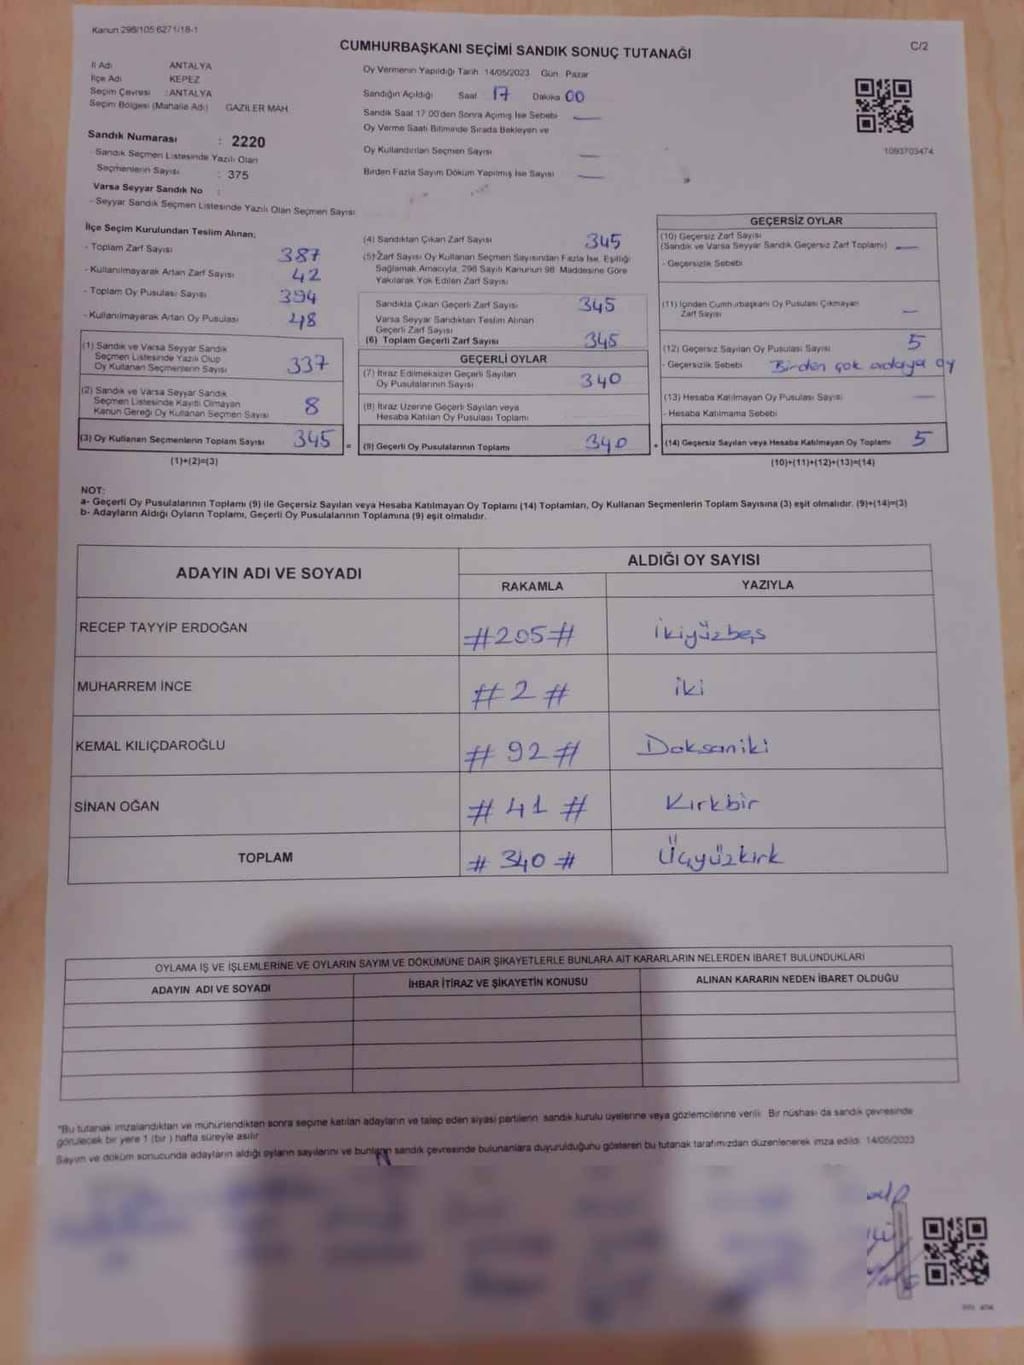 Kanun 298/105 6271/18-1
C/2
CUMHURBAŞKANI SEÇİMİ SANDIK SONUÇ TUTANAĞI
İl Adı ANTALYA
İlçe Adı KEPEZ
Seçim Çevresi : ANTALYA
Seçim Bölgesi (Mahalle Adı) GAZİLER MAH.
Sandık Numarası : 2220
- Sandık Seçmen Listesinde Yazılı Olan
Seçmenlerin Sayısı : 375
Varsa Seyyar Sandık No :
- Seyyar Sandık Seçmen Listesinde Yazılı Olan Seçmen Sayısı
Oy Vermenin Yapıldığı Tarih 14/05/2023 Gün Pazar
Sandığın Açıldığı Saat 17 Dakika 00
Sandık Saat 17:00'den Sonra Açılmış İse Sebebi —
Oy Verme Saati Bitiminde Sırada Bekleyen ve
Oy Kullandırılan Seçmen Sayısı —
Birden Fazla Sayım Döküm Yapılmış İse Sayısı —
1093703474
İlçe Seçim Kurulundan Teslim Alınan;
- Toplam Zarf Sayısı 387
- Kullanılmayarak Artan Zarf Sayısı 42
- Toplam Oy Pusulası Sayısı 394
- Kullanılmayarak Artan Oy Pusulası 48
(1) Sandık ve Varsa Seyyar Sandık
Seçmen Listesinde Yazılı Olup
Oy Kullanan Seçmenlerin Sayısı 337
(2) Sandık ve Varsa Seyyar Sandık
Seçmen Listesinde Kayıtlı Olmayan
Kanun Gereği Oy Kullanan Seçmen Sayısı 8
(3) Oy Kullanan Seçmenlerin Toplam Sayısı 345 =
(1)+(2)=(3)
(4) Sandıktan Çıkan Zarf Sayısı 345
(5) Zarf Sayısı Oy Kullanan Seçmen Sayısından Fazla İse, Eşitliği
Sağlamak Amacıyla, 298 Sayılı Kanunun 98. Maddesine Göre
Yakılarak Yok Edilen Zarf Sayısı
Sandıkta Çıkan Geçerli Zarf Sayısı 345
Varsa Seyyar Sandıktan Teslim Alınan
Geçerli Zarf Sayısı
(6) Toplam Geçerli Zarf Sayısı 345
GEÇERLİ OYLAR
(7) İtiraz Edilmeksizin Geçerli Sayılan
Oy Pusulalarının Sayısı 340
(8) İtiraz Üzerine Geçerli Sayılan veya
Hesaba Katılan Oy Pusulası Toplamı
(9) Geçerli Oy Pusulalarının Toplamı 340 +
GEÇERSİZ OYLAR
(10) Geçersiz Zarf Sayısı
(Sandık ve Varsa Seyyar Sandık Geçersiz Zarf Toplamı) —
- Geçersizlik Sebebi
(11) İçinden Cumhurbaşkanı Oy Pusulası Çıkmayan
Zarf Sayısı —
(12) Geçersiz Sayılan Oy Pusulası Sayısı 5
- Geçersizlik Sebebi Birden çok adaya oy
(13) Hesaba Katılmayan Oy Pusulası Sayısı —
- Hesaba Katılmama Sebebi
(14) Geçersiz Sayılan veya Hesaba Katılmayan Oy Toplamı 5
(10)+(11)+(12)+(13)=(14)
NOT:
a- Geçerli Oy Pusulalarının Toplamı (9) ile Geçersiz Sayılan veya Hesaba Katılmayan Oy Toplamı (14) Toplamları, Oy Kullanan Seçmenlerin Toplam Sayısına (3) eşit olmalıdır. (9)+(14)=(3)
b- Adayların Aldığı Oyların Toplamı, Geçerli Oy Pusulalarının Toplamına (9) eşit olmalıdır.
ADAYIN ADI VE SOYADI ALDIĞI OY SAYISI
RAKAMLA YAZIYLA
RECEP TAYYİP ERDOĞAN #205# İkiyüzbeş
MUHARREM İNCE #2# iki
KEMAL KILIÇDAROĞLU #92# Doksaniki
SİNAN OĞAN #41# Kırkbir
TOPLAM #340# Üçyüzkırk
OYLAMA İŞ VE İŞLEMLERİNE VE OYLARIN SAYIM VE DÖKÜMÜNE DAİR ŞİKAYETLERLE BUNLARA AİT KARARLARIN NELERDEN İBARET BULUNDUKLARI
ADAYIN ADI VE SOYADI İHBAR İTİRAZ VE ŞİKAYETİN KONUSU ALINAN KARARIN NEDEN İBARET OLDUĞU
"Bu tutanak imzalandıktan ve mühürlendikten sonra seçime katılan adayların ve talep eden siyasi partilerin sandık kurulu üyelerine veya gözlemcilerine verilir. Bir nüshası da sandık çevresinde
görülecek bir yere 1 (bir) hafta süreyle asılır.
Sayım ve döküm sonucunda adayların aldığı oyların sayılarını ve bunların sandık çevresinde bulunanlara duyurulduğunu gösteren bu tutanak tarafımızdan düzenlenerek imza edildi. 14/05/2023